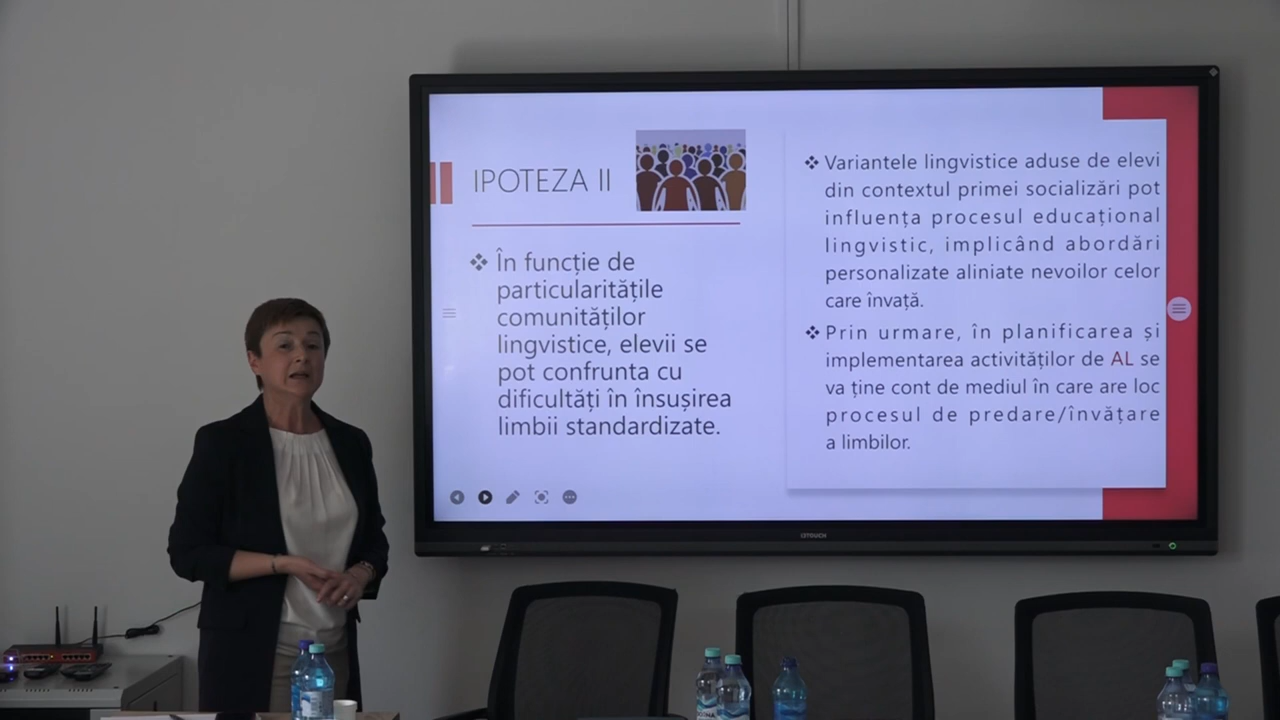 IPOTEZA II
❖ În funcție de
particularitățile
comunităților
lingvistice, elevii se
pot confrunta cu
dificultăți în însușirea
limbii standardizate.
❖ Variantele lingvistice aduse de elevi
din contextul primei socializări pot
influența procesul educațional
lingvistic, implicând abordări
personalizate aliniate nevoilor celor
care învață.
❖ Prin urmare, în planificarea și
implementarea activităților de AL se
va ține cont de mediul în care are loc
procesul de predare/învățare
a limbilor.
LETOUCH